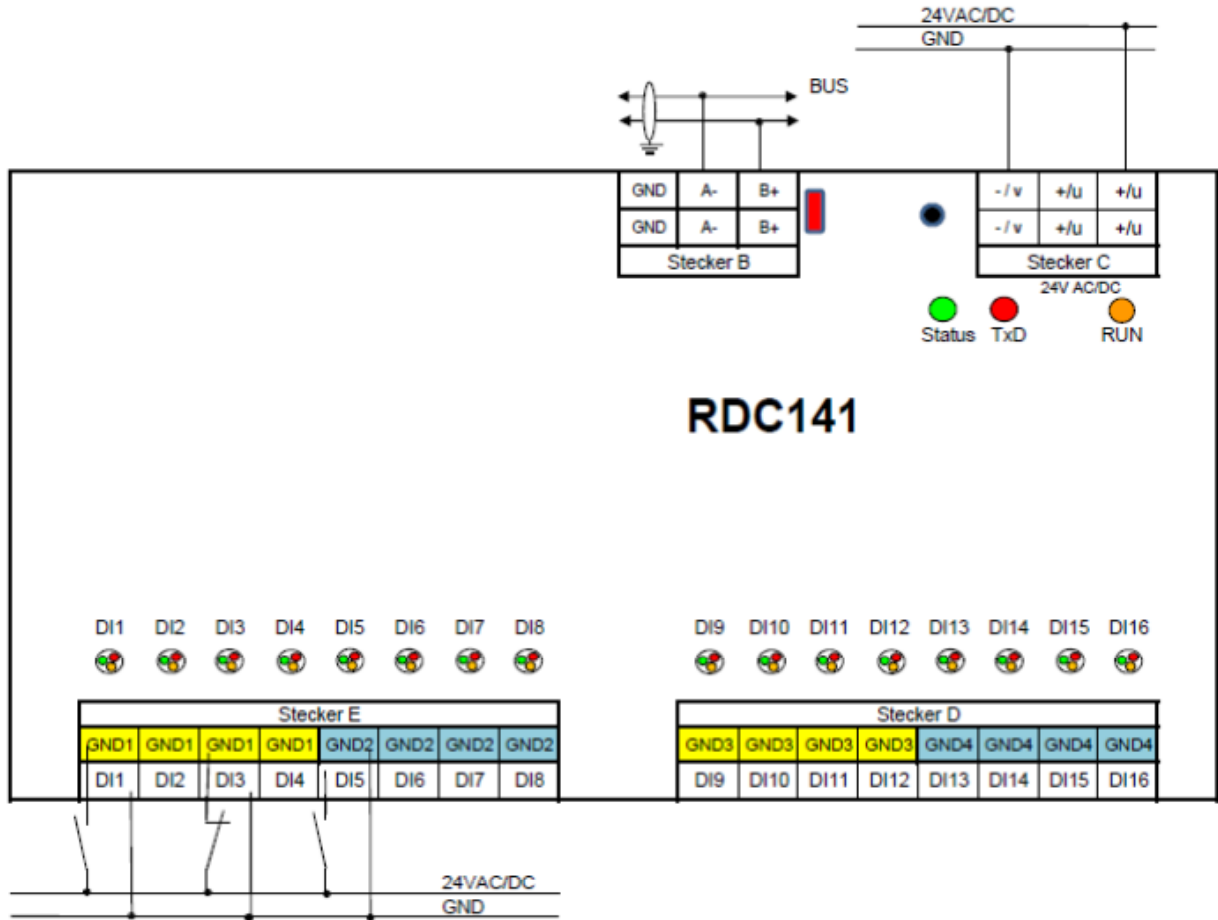 24VAC/DC
GND
BUS
GND A- B+ - / v +/u +/u
GND A- B+ - / v +/u +/u
Stecker B Stecker C
24V AC/DC
Status TxD RUN
RDC141
DI1 DI2 DI3 DI4 DI5 DI6 DI7 DI8 DI9 DI10 DI11 DI12 DI13 DI14 DI15 DI16
Stecker E Stecker D
GND1 GND1 GND1 GND1 GND2 GND2 GND2 GND2 GND3 GND3 GND3 GND3 GND4 GND4 GND4 GND4
DI1 DI2 DI3 DI4 DI5 DI6 DI7 DI8 DI9 DI10 DI11 DI12 DI13 DI14 DI15 DI16
24VAC/DC
GND